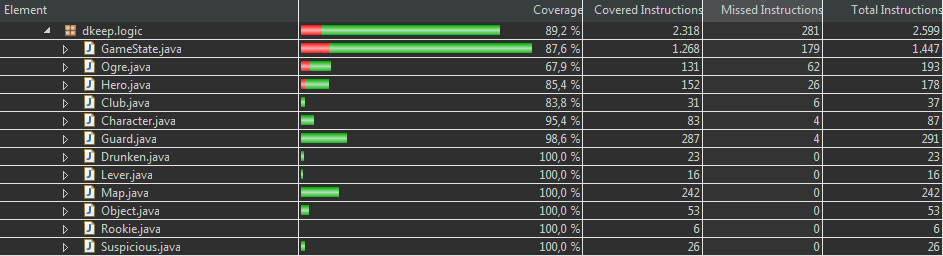 Element Coverage Covered Instructions Missed Instructions Total Instructions
dkeep.logic 89,2 % 2.318 281 2.599
GameState.java 87,6 % 1.268 179 1.447
Ogre.java 67,9 % 131 62 193
Hero.java 85,4 % 152 26 178
Club.java 83,8 % 31 6 37
Character.java 95,4 % 83 4 87
Guard.java 98,6 % 287 4 291
Drunken.java 100,0 % 23 0 23
Lever.java 100,0 % 16 0 16
Map.java 100,0 % 242 0 242
Object.java 100,0 % 53 0 53
Rookie.java 100,0 % 6 0 6
Suspicious.java 100,0 % 26 0 26